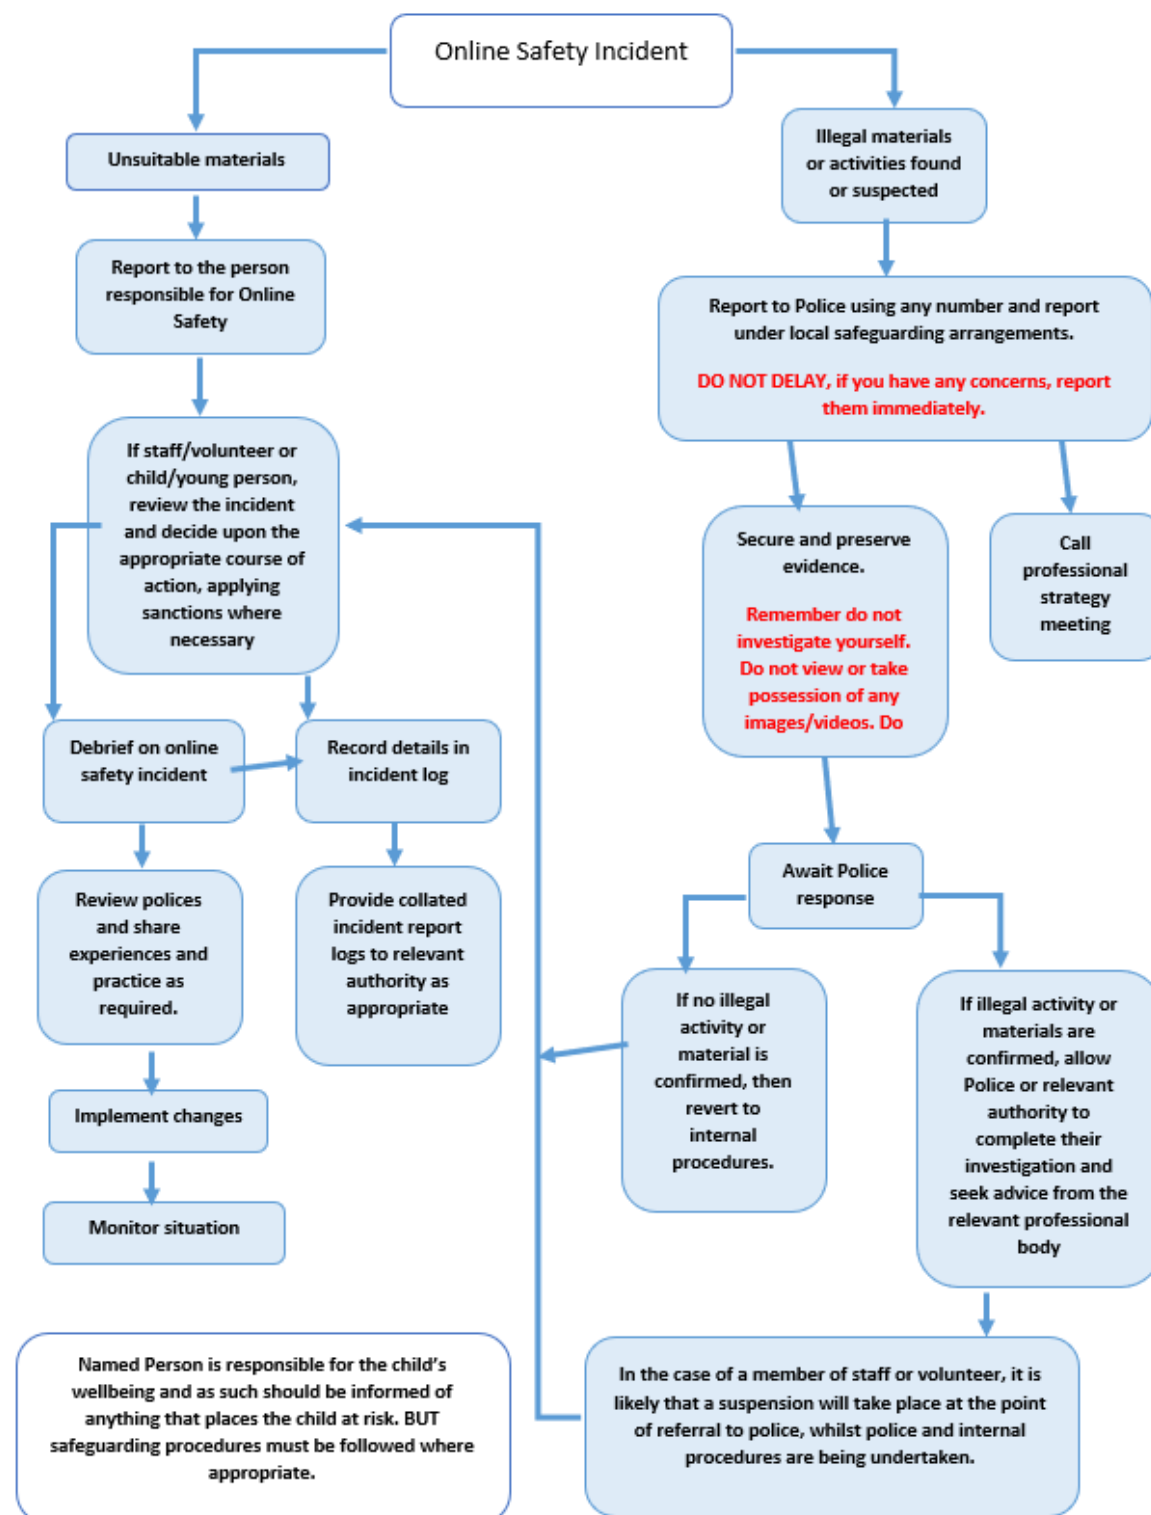 Online Safety Incident
Unsuitable materials
Report to the person
responsible for Online
Safety
If staff/volunteer or
child/young person,
review the incident
and decide upon the
appropriate course of
action, applying
sanctions where
necessary
Debrief on online
safety incident
Record details in
incident log
Review polices
and share
experiences and
practice as
required.
Provide collated
incident report
logs to relevant
authority as
appropriate
Implement changes
Monitor situation
Illegal materials
or activities found
or suspected
Report to Police using any number and report
under local safeguarding arrangements.
DO NOT DELAY, if you have any concerns, report
them immediately.
Secure and preserve
evidence.
Remember do not
investigate yourself.
Do not view or take
possession of any
images/videos. Do
Call
professional
strategy
meeting
Await Police
response
If no illegal
activity or
material is
confirmed, then
revert to
internal
procedures.
If illegal activity or
materials are
confirmed, allow
Police or relevant
authority to
complete their
investigation and
seek advice from the
relevant professional
body
In the case of a member of staff or volunteer, it is
likely that a suspension will take place at the point
of referral to police, whilst police and internal
procedures are being undertaken.
Named Person is responsible for the child's
wellbeing and as such should be informed of
anything that places the child at risk. BUT
safeguarding procedures must be followed where
appropriate.